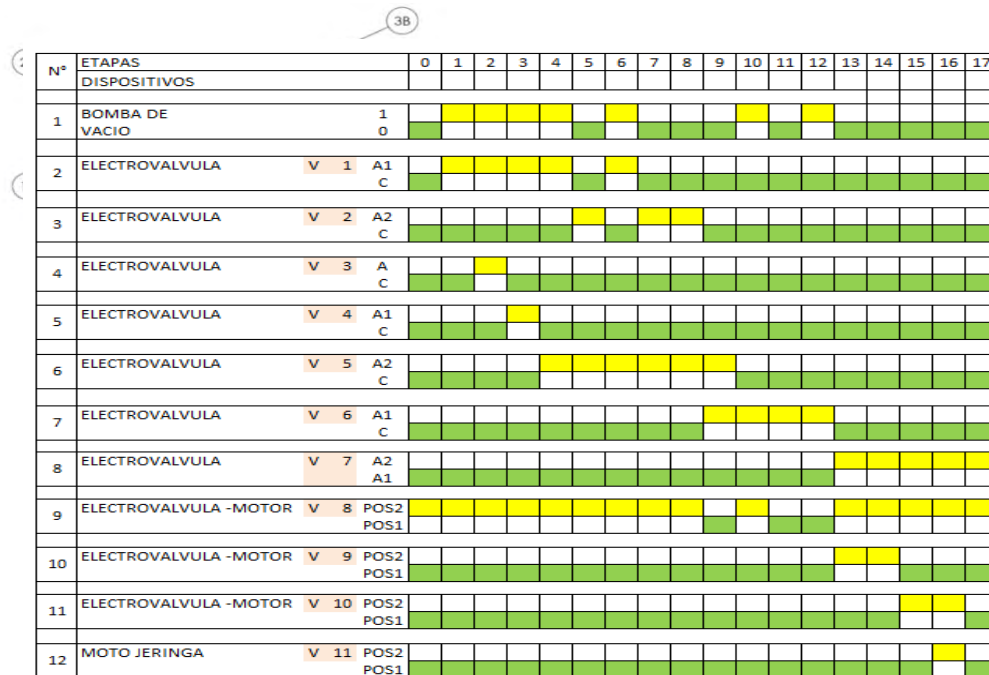 3B
N° ETAPAS 0 1 2 3 4 5 6 7 8 9 10 11 12 13 14 15 16 17
DISPOSITIVOS
1 BOMBA DE 1
VACIO 0
2 ELECTROVALVULA V 1 A1
C
3 ELECTROVALVULA V 2 A2
C
4 ELECTROVALVULA V 3 A
C
5 ELECTROVALVULA V 4 A1
C
6 ELECTROVALVULA V 5 A2
C
7 ELECTROVALVULA V 6 A1
C
8 ELECTROVALVULA V 7 A2
A1
9 ELECTROVALVULA -MOTOR V 8 POS2
POS1
10 ELECTROVALVULA -MOTOR V 9 POS2
POS1
11 ELECTROVALVULA -MOTOR V 10 POS2
POS1
12 MOTO JERINGA V 11 POS2
POS1